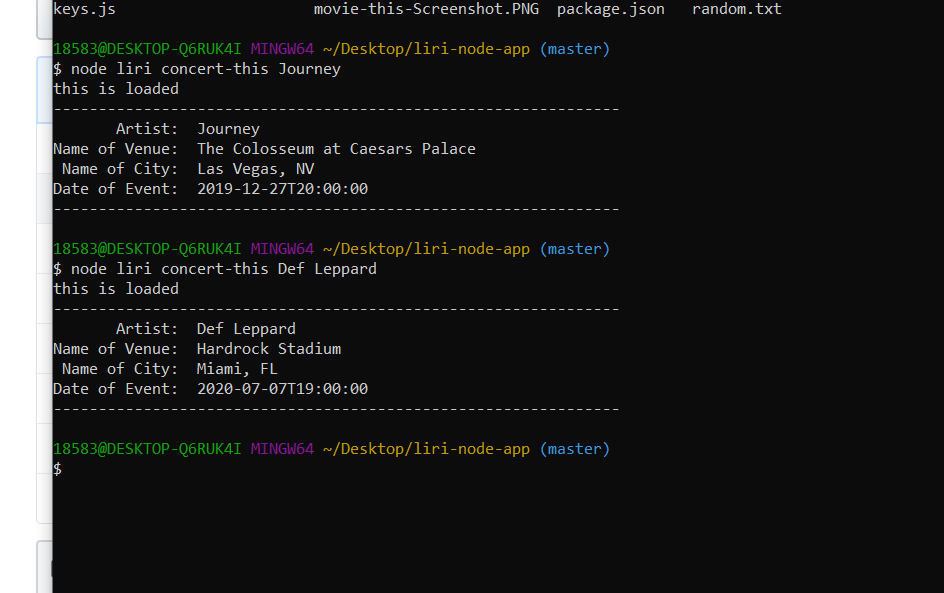 keys.js                      movie-this-Screenshot.PNG  package.json   random.txt
18583@DESKTOP-Q6RUK4I MINGW64 ~/Desktop/liri-node-app (master)
$ node liri concert-this Journey
this is loaded
---------------------------------------------------------------
       Artist:  Journey
Name of Venue:  The Colosseum at Caesars Palace
 Name of City:  Las Vegas, NV
Date of Event:  2019-12-27T20:00:00
---------------------------------------------------------------
18583@DESKTOP-Q6RUK4I MINGW64 ~/Desktop/liri-node-app (master)
$ node liri concert-this Def Leppard
this is loaded
---------------------------------------------------------------
       Artist:  Def Leppard
Name of Venue:  Hardrock Stadium
 Name of City:  Miami, FL
Date of Event:  2020-07-07T19:00:00
---------------------------------------------------------------
18583@DESKTOP-Q6RUK4I MINGW64 ~/Desktop/liri-node-app (master)
$